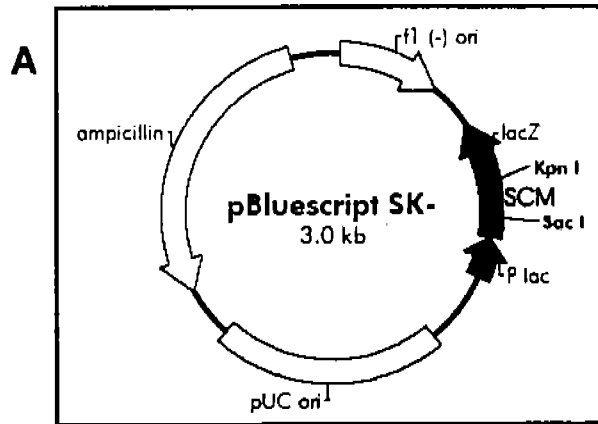 A
f1 (-) ori
ampicillin
lacZ
Kpn I
pBluescript SK-
SCM
3.0 kb
Sac I
P lac
pUC ori